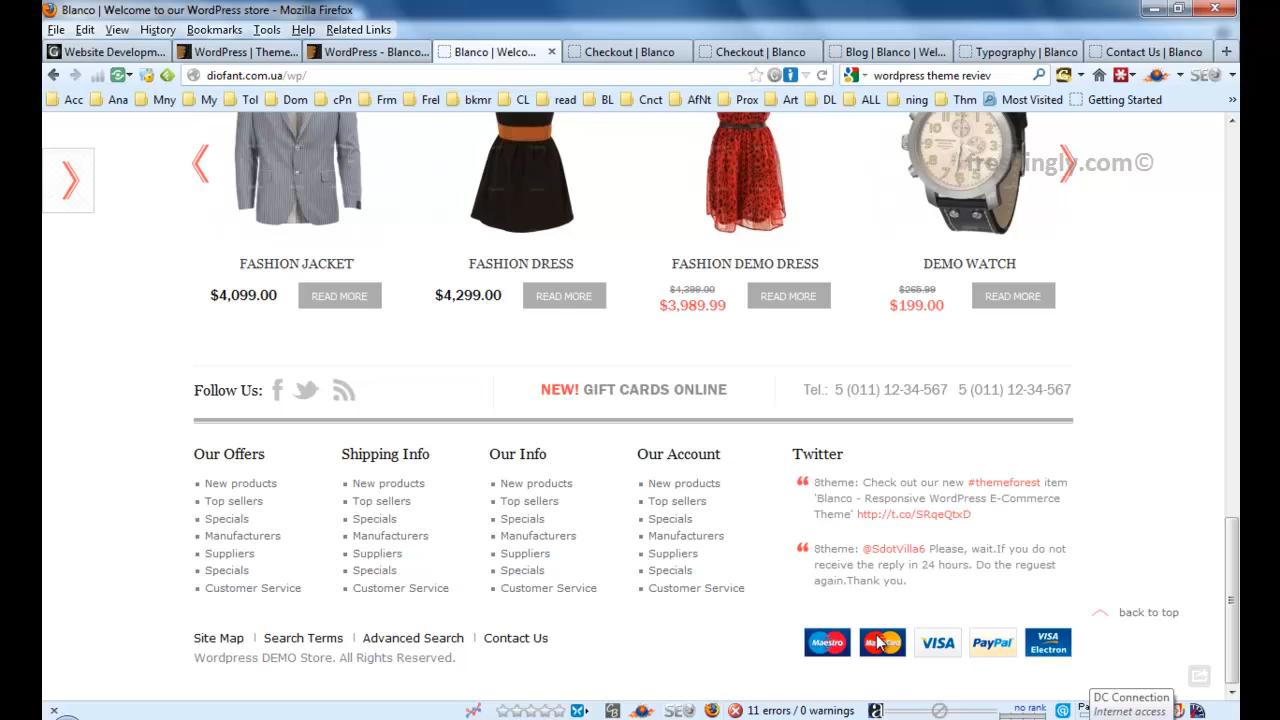 Blanco | Welcome to our WordPress store - Mozilla Firefox
File Edit View History Bookmarks Tools Help Related Links
Website Developm... WordPress | Theme... WordPress - Blanco... Blanco | Welco... Checkout | Blanco Checkout | Blanco Blog | Blanco | Wel... Typography | Blanco Contact Us | Blanco
diofant.com.ua/wp/ wordpress theme reviev SEO
Acc Ana Mny My Tol Dom cPn Frm Frel bkmr CL read BL Cnct AfNt Prox Art DL ALL ning Thm Most Visited Getting Started
FASHION JACKET FASHION DRESS FASHION DEMO DRESS DEMO WATCH
$4,099.00 READ MORE $4,299.00 READ MORE $4,399.00 $3,989.99 READ MORE $265.99 $199.00 READ MORE
Follow Us: NEW! GIFT CARDS ONLINE Tel.: 5 (011) 12-34-567 5 (011) 12-34-567
Our Offers
New products
Top sellers
Specials
Manufacturers
Suppliers
Specials
Customer Service
Shipping Info
New products
Top sellers
Specials
Manufacturers
Suppliers
Specials
Customer Service
Our Info
New products
Top sellers
Specials
Manufacturers
Suppliers
Specials
Customer Service
Our Account
New products
Top sellers
Specials
Manufacturers
Suppliers
Specials
Customer Service
Twitter
8theme: Check out our new #themeforest item
'Blanco - Responsive WordPress E-Commerce
Theme' http://t.co/SRqeQtxD
8theme: @SdotVilla6 Please, wait.If you do not
receive the reply in 24 hours. Do the reguest
again.Thank you.
back to top
Site Map | Search Terms | Advanced Search | Contact Us
Wordpress DEMO Store. All Rights Reserved.
Maestro VISA PayPal VISA Electron
DC Connection
Internet access
SEO 11 errors / 0 warnings no rank